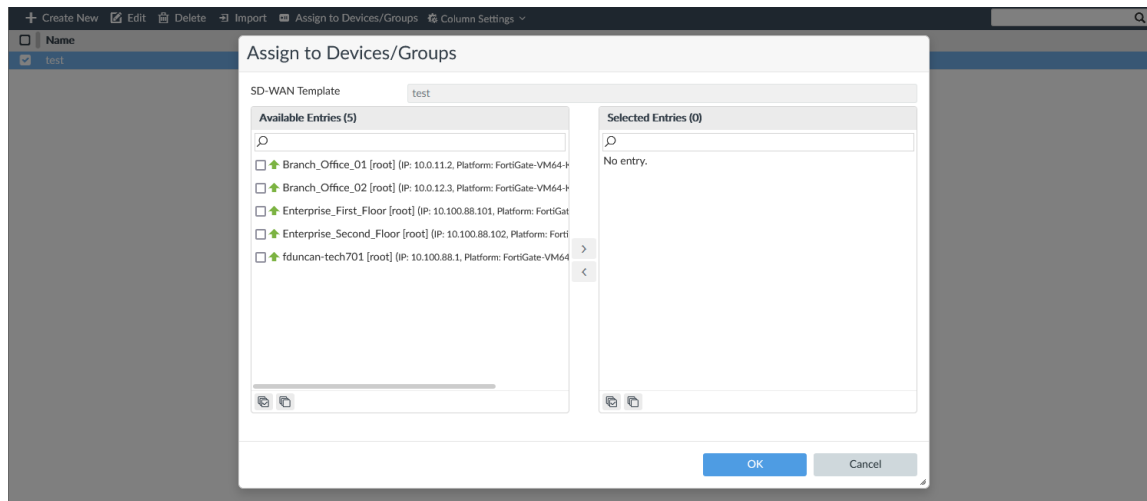 Create New Edit Delete Import Assign to Devices/Groups Column Settings
Name
test
Assign to Devices/Groups
SD-WAN Template test
Available Entries (5) Selected Entries (0)
No entry.
Branch_Office_01 [root] (IP: 10.0.11.2, Platform: FortiGate-VM64-
Branch_Office_02 [root] (IP: 10.0.12.3, Platform: FortiGate-VM64-
Enterprise_First_Floor [root] (IP: 10.100.88.101, Platform: FortiGat
Enterprise_Second_Floor [root] (IP: 10.100.88.102, Platform: Forti
fduncan-tech701 [root] (IP: 10.100.88.1, Platform: FortiGate-VM64
OK Cancel